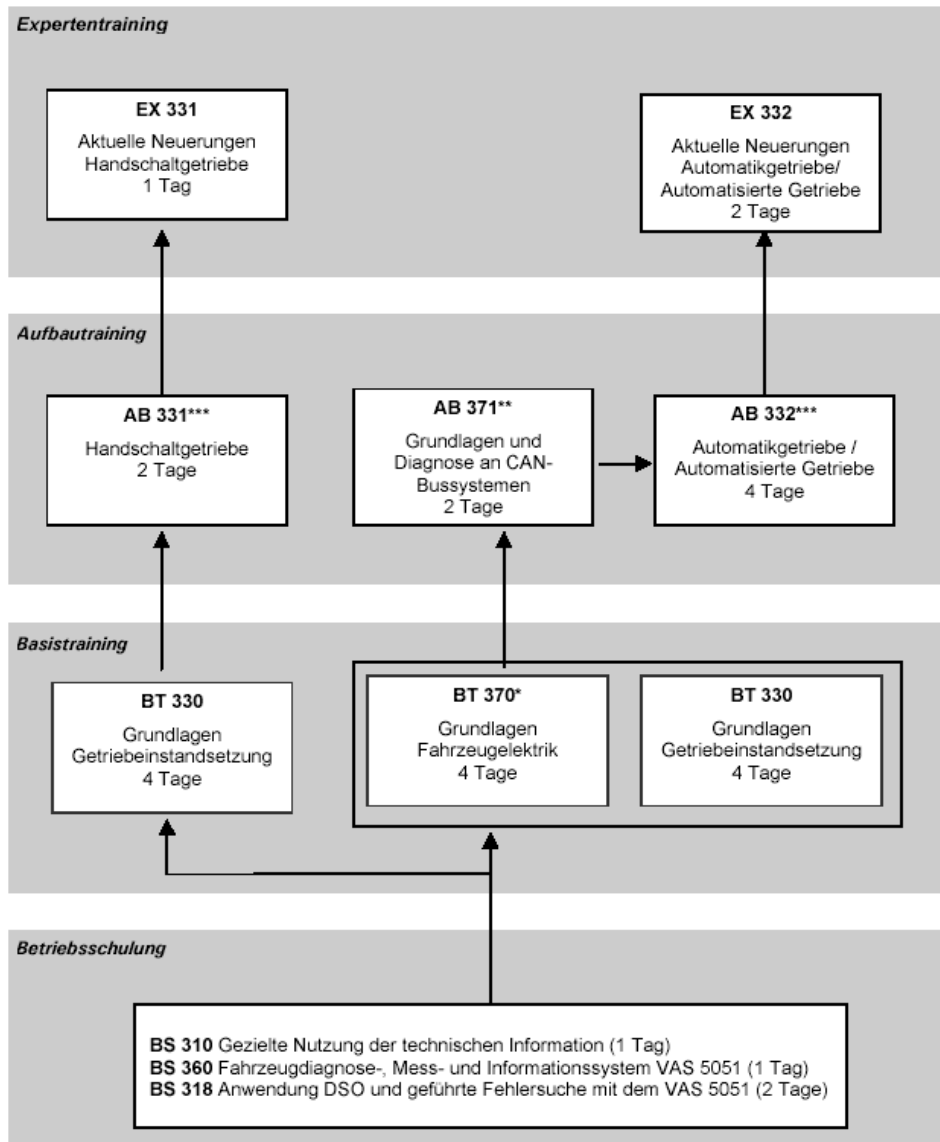 Expertentraining
EX 331
Aktuelle Neuerungen
Handschaltgetriebe
1 Tag
EX 332
Aktuelle Neuerungen
Automatikgetriebe/
Automatisierte Getriebe
2 Tage
Aufbautraining
AB 331***
Handschaltgetriebe
2 Tage
AB 371**
Grundlagen und
Diagnose an CAN-
Bussystemen
2 Tage
AB 332***
Automatikgetriebe /
Automatisierte Getriebe
4 Tage
Basistraining
BT 330
Grundlagen
Getriebeinstandsetzung
4 Tage
BT 370*
Grundlagen
Fahrzeugelektrik
4 Tage
BT 330
Grundlagen
Getriebeinstandsetzung
4 Tage
Betriebsschulung
BS 310 Gezielte Nutzung der technischen Information (1 Tag)
BS 360 Fahrzeugdiagnose-, Mess- und Informationssystem VAS 5051 (1 Tag)
BS 318 Anwendung DSO und geführte Fehlersuche mit dem VAS 5051 (2 Tage)